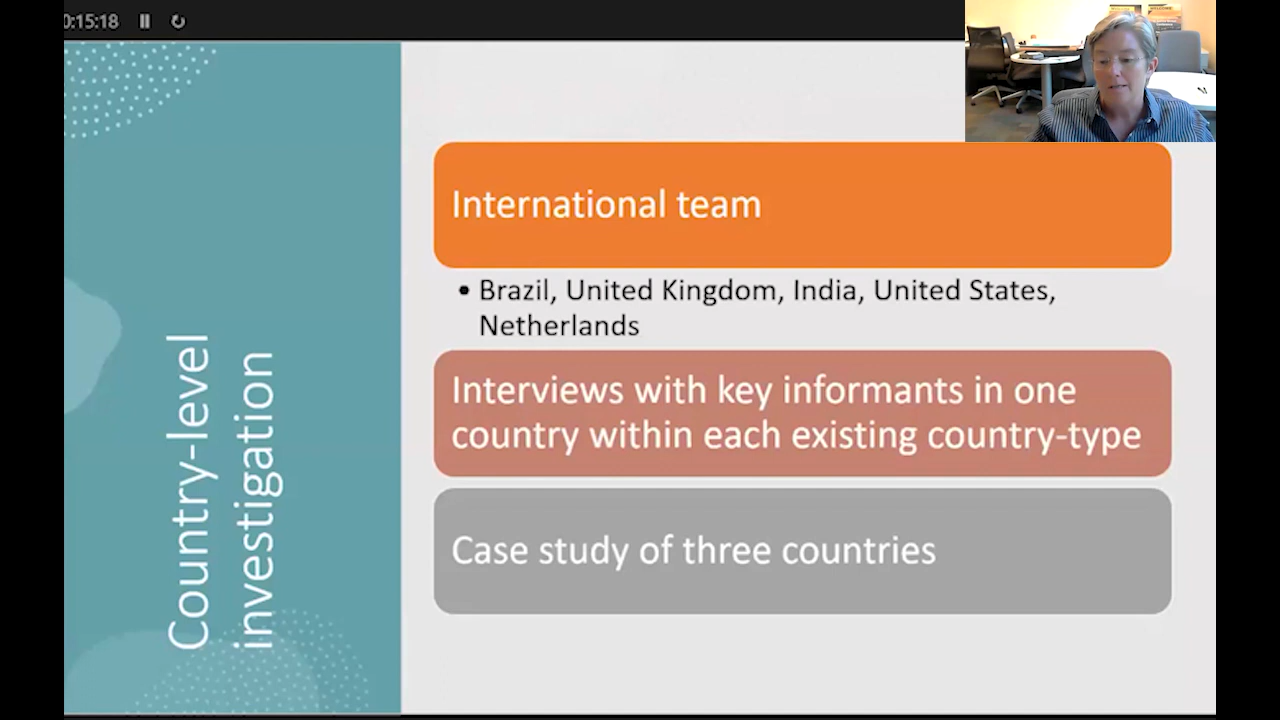 0:15:18
Country-level
investigation
International team
• Brazil, United Kingdom, India, United States,
Netherlands
Interviews with key informants in one
country within each existing country-type
Case study of three countries